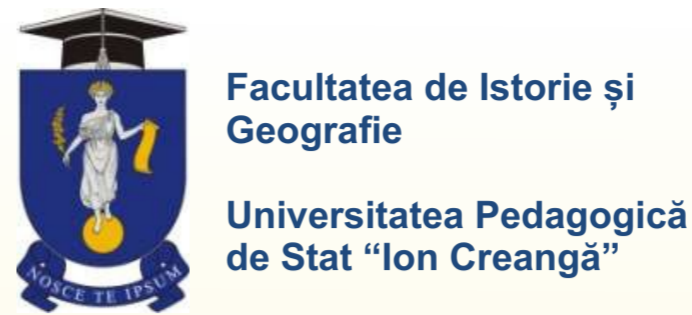 Facultatea de Istorie și
Geografie
Universitatea Pedagogică
de Stat “Ion Creangă”
NOSCE TE IPSUM